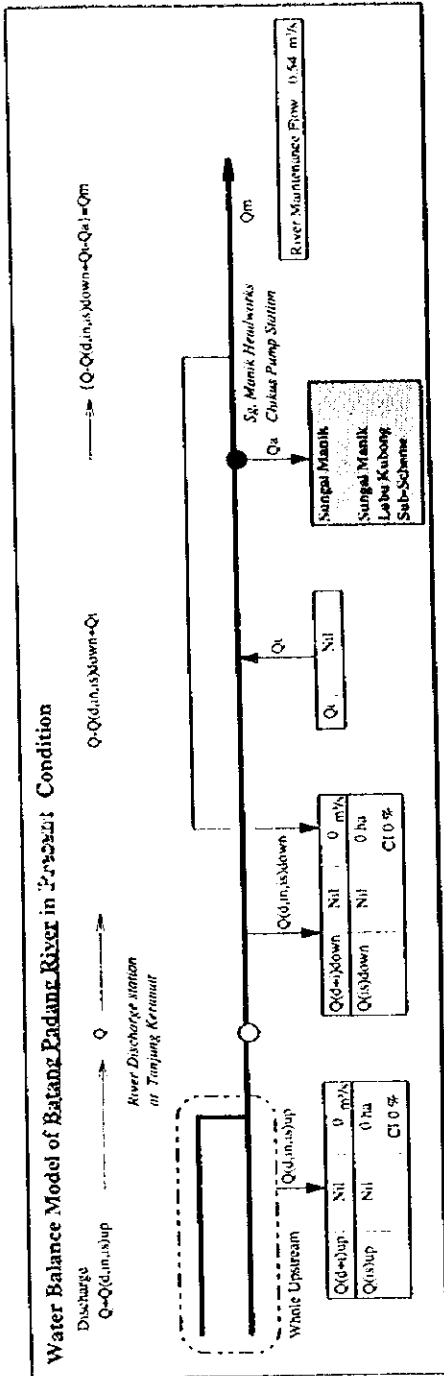 Water Balance Model of Batang Padang River in Present Condition
Discharge
Q+Q(d,in,is)up
Q
Q-Q(d,in,is)down+Qt
{Q-Q(d,in,is)down+Qt-Qa}=Qm
River Discharge station
at Tanjung Keramat
Sg. Manik Headworks
Chikus Pump Station
Qm
Whole Upstream
Q(d,in,is)up
Q(d,in,is)down
Qt
Qa
Q(d+i)up Nil 0 m³/s
Q(is)up Nil 0 ha
CI 0 %
Q(d+i)down Nil 0 m³/s
Q(is)down Nil 0 ha
CI 0 %
Qt Nil
Sungai Manik
Sungai Manik
Labu Kubong
Sub-Scheme
River Maintenance Flow 0.54 m³/s